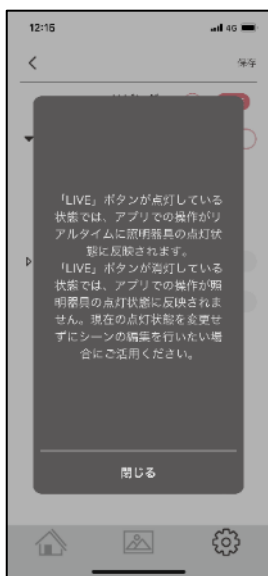 12:15
4G
保存
「LIVE」ボタンが点灯している
状態では、アプリでの操作がリ
アルタイムに照明器具の点灯状
態に反映されます。
「LIVE」ボタンが消灯している
状態では、アプリでの操作が照
明器具の点灯状態に反映されま
せん。現在の点灯状態を変更せ
ずにシーンの編集を行いたい場
合にご活用ください。
閉じる